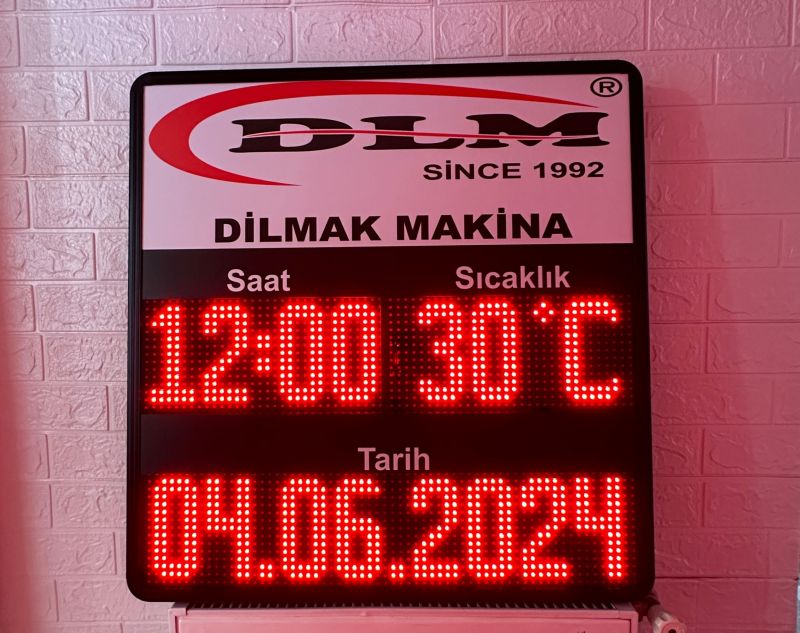 ®
DLM
SİNCE 1992
DİLMAK MAKİNA
Saat Sıcaklık
12:00 30°C
Tarih
04.06.2024